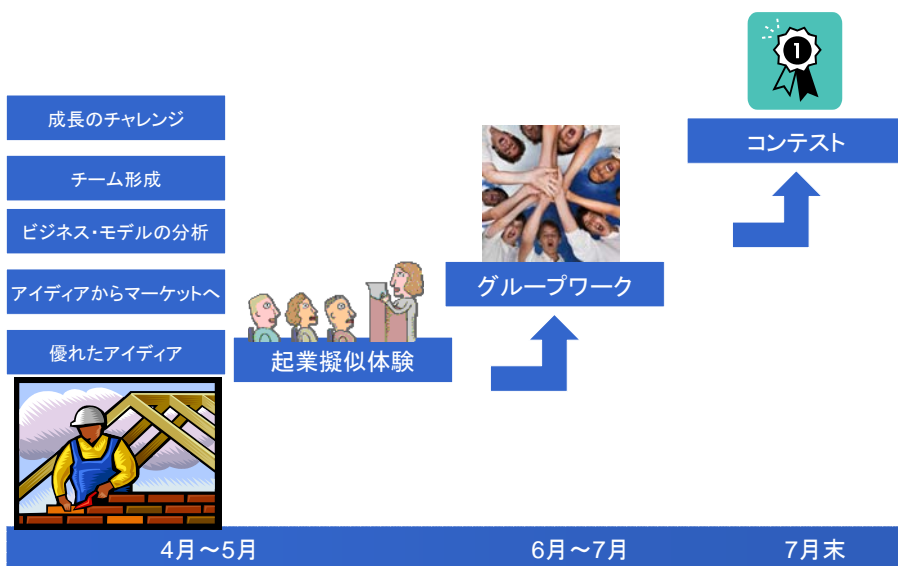 1
コンテスト
成長のチャレンジ
チーム形成
ビジネス・モデルの分析
アイディアからマーケットへ
グループワーク
優れたアイディア
起業擬似体験
4月～5月
6月～7月
7月末